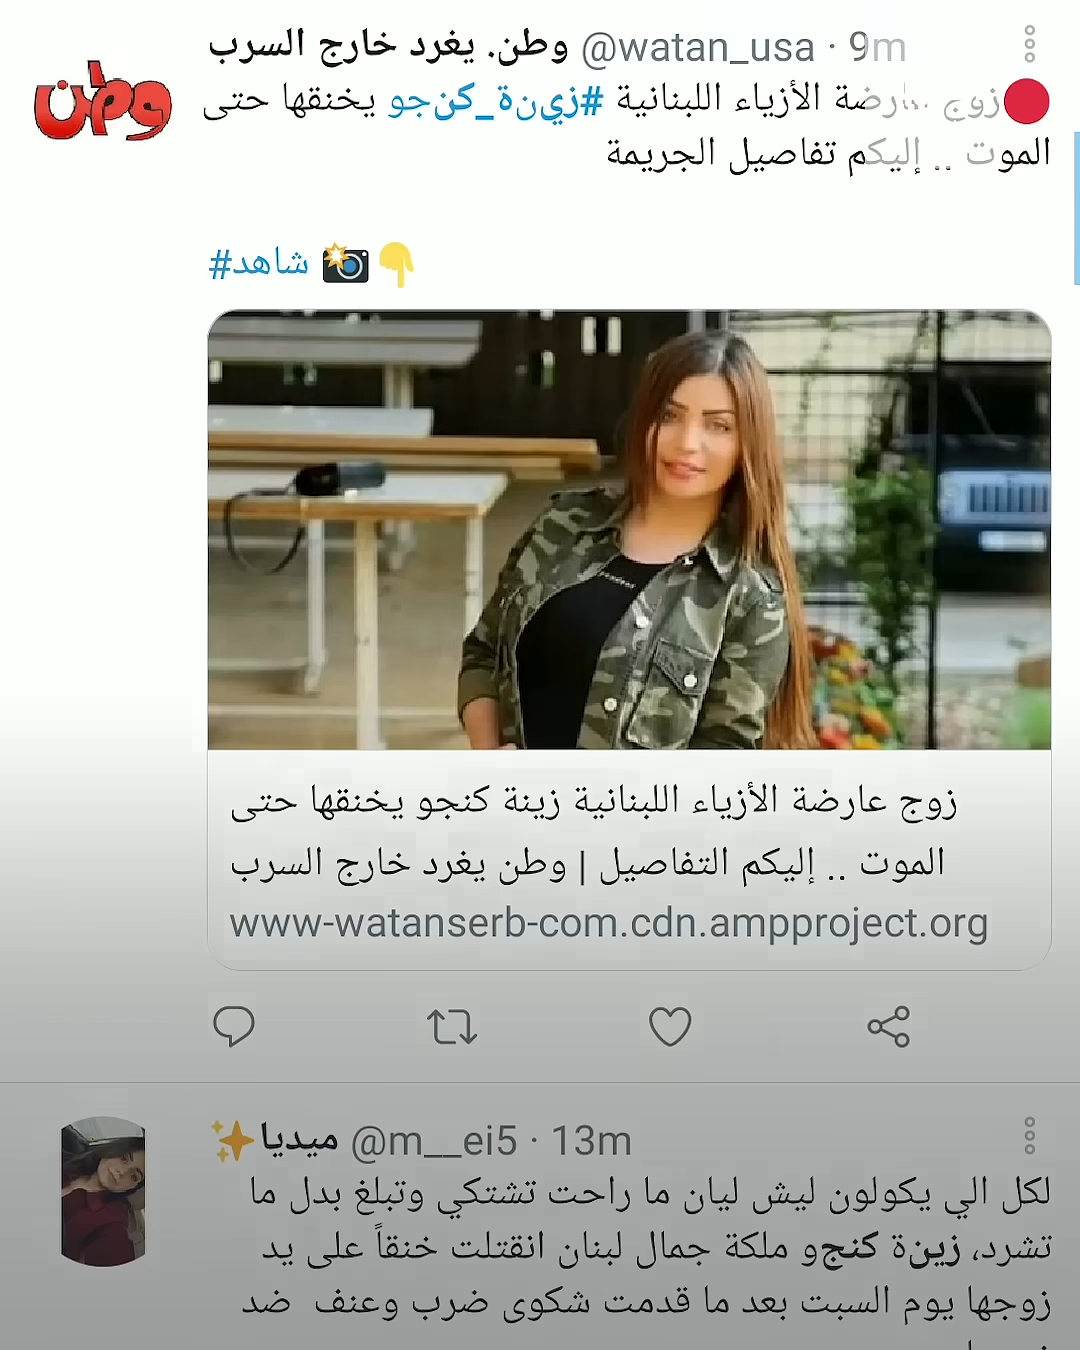 وطن
وطن. يغرد خارج السرب @watan_usa · 9m
زوج عارضة الأزياء اللبنانية #زينة_كنجو يخنقها حتى
الموت .. إليكم تفاصيل الجريمة
#شاهد
زوج عارضة الأزياء اللبنانية زينة كنجو يخنقها حتى
الموت .. إليكم التفاصيل | وطن يغرد خارج السرب
www-watanserb-com.cdn.ampproject.org
ميديا @m__ei5 · 13m
لكل الي يكولون ليش ليان ما راحت تشتكي وتبلغ بدل ما
تشرد، زينة كنجو ملكة جمال لبنان انقتلت خنقاً على يد
زوجها يوم السبت بعد ما قدمت شكوى ضرب وعنف ضد